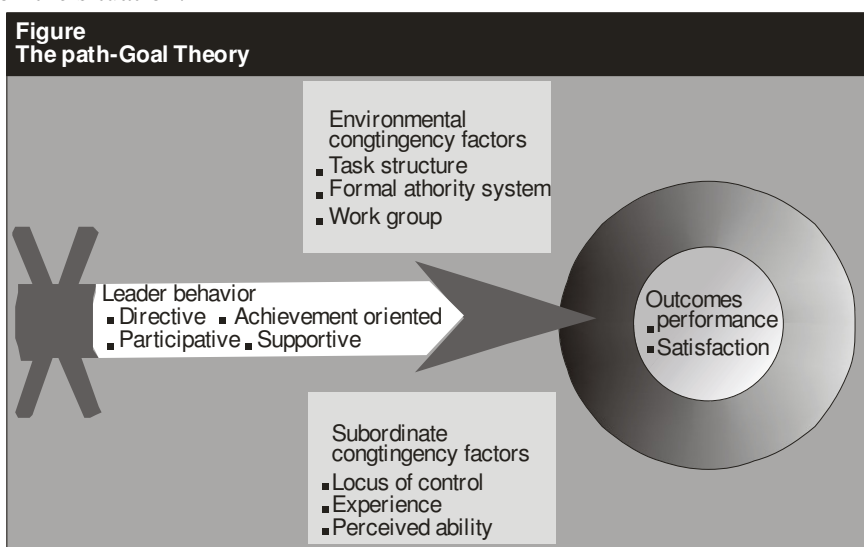 Figure
The path-Goal Theory
Environmental
congtingency factors
▪ Task structure
▪ Formal athority system
▪ Work group
Leader behavior
▪ Directive ▪ Achievement oriented
▪ Participative ▪ Supportive
Outcomes
▪ performance
▪ Satisfaction
Subordinate
congtingency factors
▪ Locus of control
▪ Experience
▪ Perceived ability